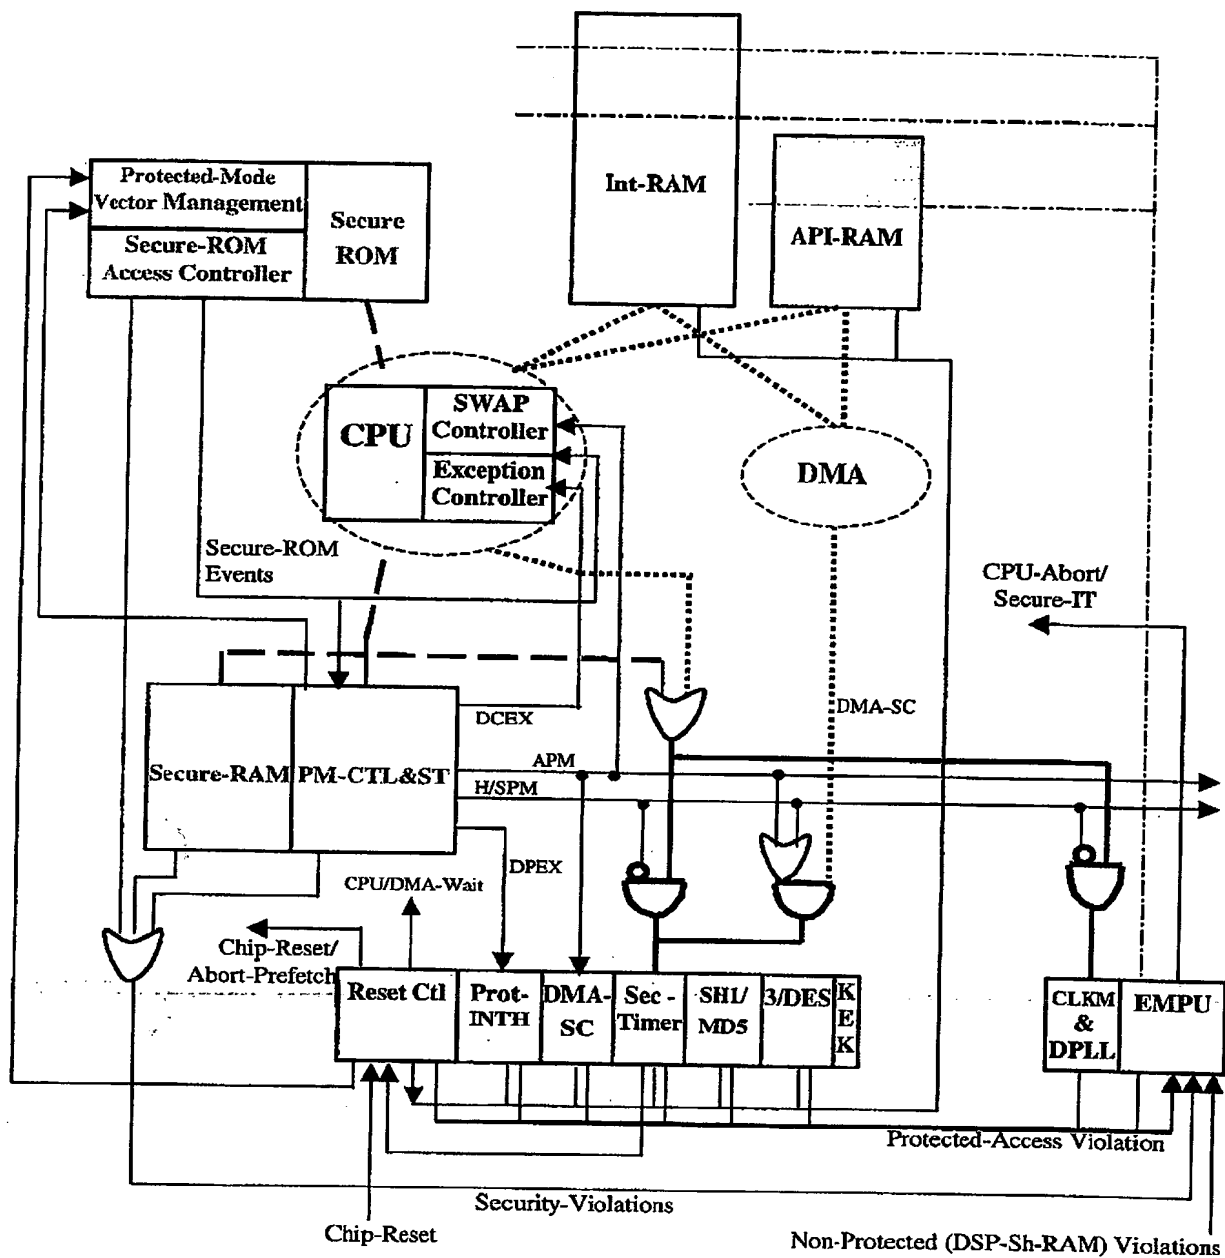 Protected-Mode
Vector Management
Secure-ROM
Access Controller
Secure
ROM
Int-RAM
API-RAM
CPU
SWAP
Controller
Exception
Controller
DMA
Secure-ROM
Events
CPU-Abort/
Secure-IT
DMA-SC
Secure-RAM
PM-CTL&ST
DCEX
APM
H/SPM
DPEX
CPU/DMA-Wait
Chip-Reset/
Abort-Prefetch
Reset Ctl
Prot-
INTH
DMA-
SC
Sec-
Timer
SH1/
MD5
3/DES
K
E
K
CLKM
&
DPLL
EMPU
Protected-Access Violation
Security-Violations
Chip-Reset
Non-Protected (DSP-Sh-RAM) Violations